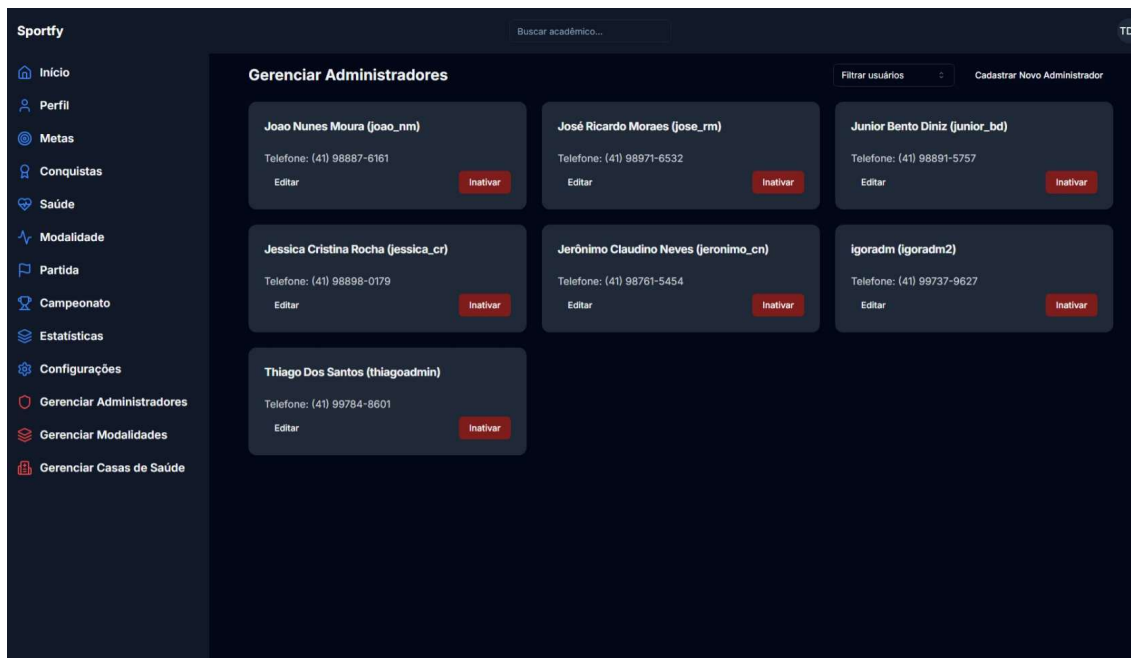 Sportfy
Buscar acadêmico...
TD
Início
Perfil
Metas
Conquistas
Saúde
Modalidade
Partida
Campeonato
Estatísticas
Configurações
Gerenciar Administradores
Gerenciar Modalidades
Gerenciar Casas de Saúde
Gerenciar Administradores
Filtrar usuários
Cadastrar Novo Administrador
Joao Nunes Moura (joao_nm)
Telefone: (41) 98887-6161
Editar
Inativar
José Ricardo Moraes (jose_rm)
Telefone: (41) 98971-6532
Editar
Inativar
Junior Bento Diniz (junior_bd)
Telefone: (41) 98891-5757
Editar
Inativar
Jessica Cristina Rocha (jessica_cr)
Telefone: (41) 98898-0179
Editar
Inativar
Jerônimo Claudino Neves (jeronimo_cn)
Telefone: (41) 98761-5454
Editar
Inativar
igoradm (igoradm2)
Telefone: (41) 99737-9627
Editar
Inativar
Thiago Dos Santos (thiagoadmin)
Telefone: (41) 99784-8601
Editar
Inativar